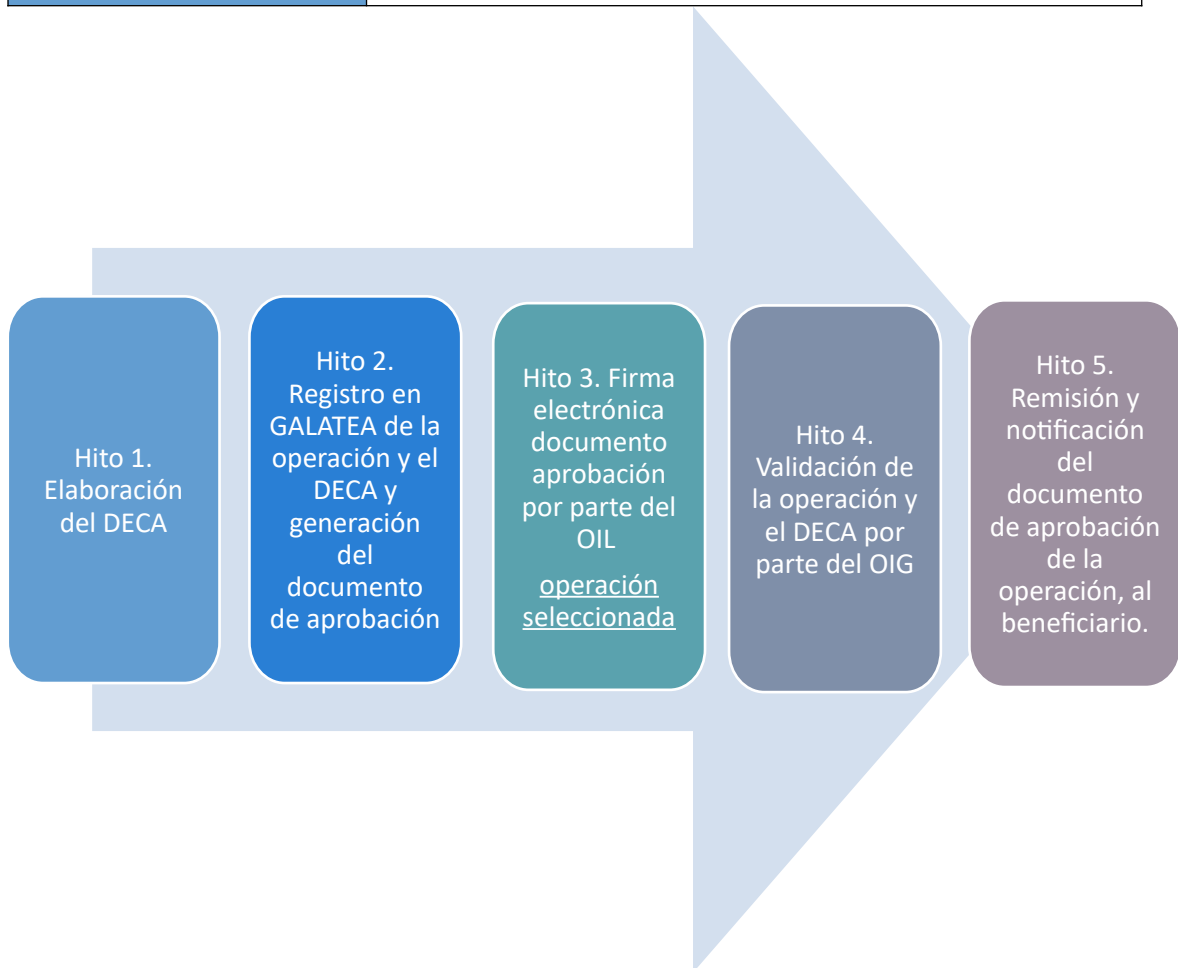 Hito 1.
Elaboración
del DECA
Hito 2.
Registro en
GALATEA de la
operación y el
DECA y
generación
del
documento
de aprobación
Hito 3. Firma
electrónica
documento
aprobación
por parte del
OIL
operación
seleccionada
Hito 4.
Validación de
la operación y
el DECA por
parte del OIG
Hito 5.
Remisión y
notificación
del
documento
de aprobación
de la
operación, al
beneficiario.